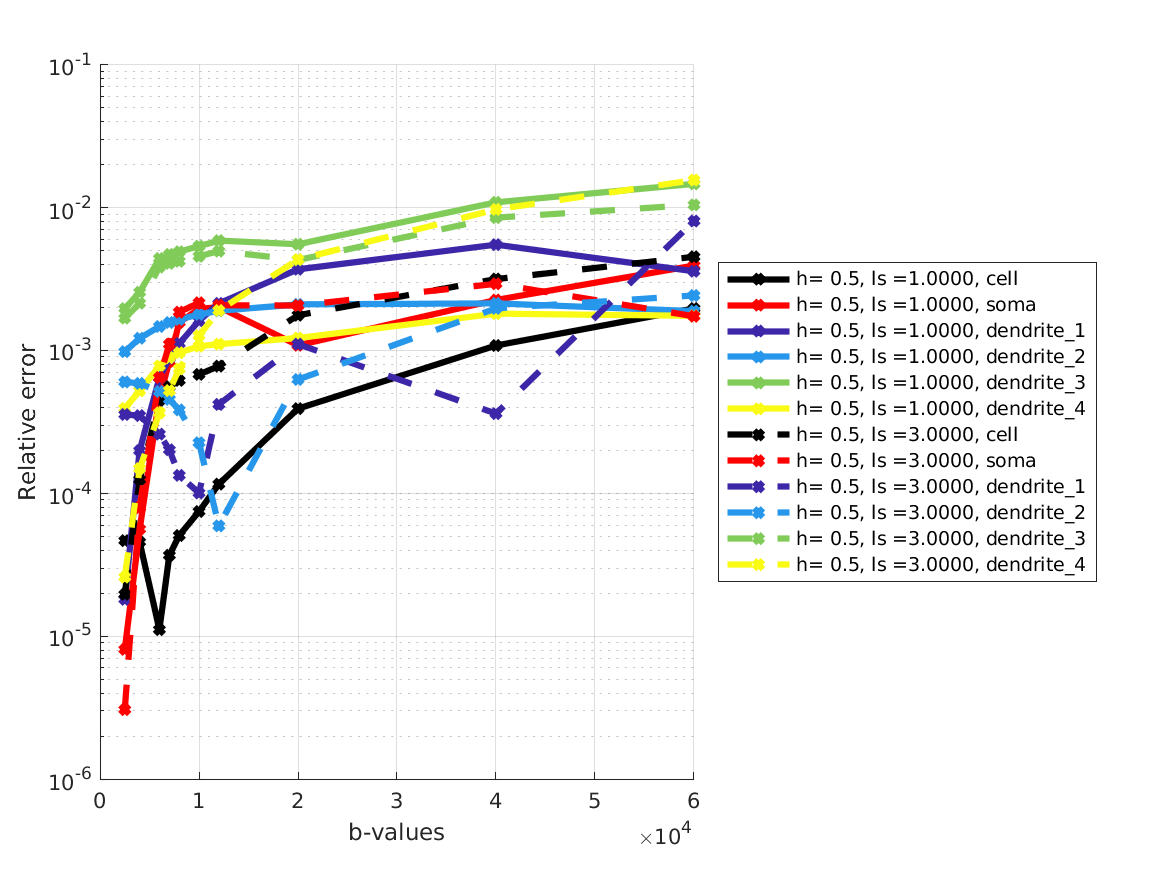 10-1
10-2
10-3
10-4
10-5
10-6
Relative error
0 1 2 3 4 5 6
×104
b-values
h= 0.5, ls =1.0000, cell
h= 0.5, ls =1.0000, soma
h= 0.5, ls =1.0000, dendrite_1
h= 0.5, ls =1.0000, dendrite_2
h= 0.5, ls =1.0000, dendrite_3
h= 0.5, ls =1.0000, dendrite_4
h= 0.5, ls =3.0000, cell
h= 0.5, ls =3.0000, soma
h= 0.5, ls =3.0000, dendrite_1
h= 0.5, ls =3.0000, dendrite_2
h= 0.5, ls =3.0000, dendrite_3
h= 0.5, ls =3.0000, dendrite_4